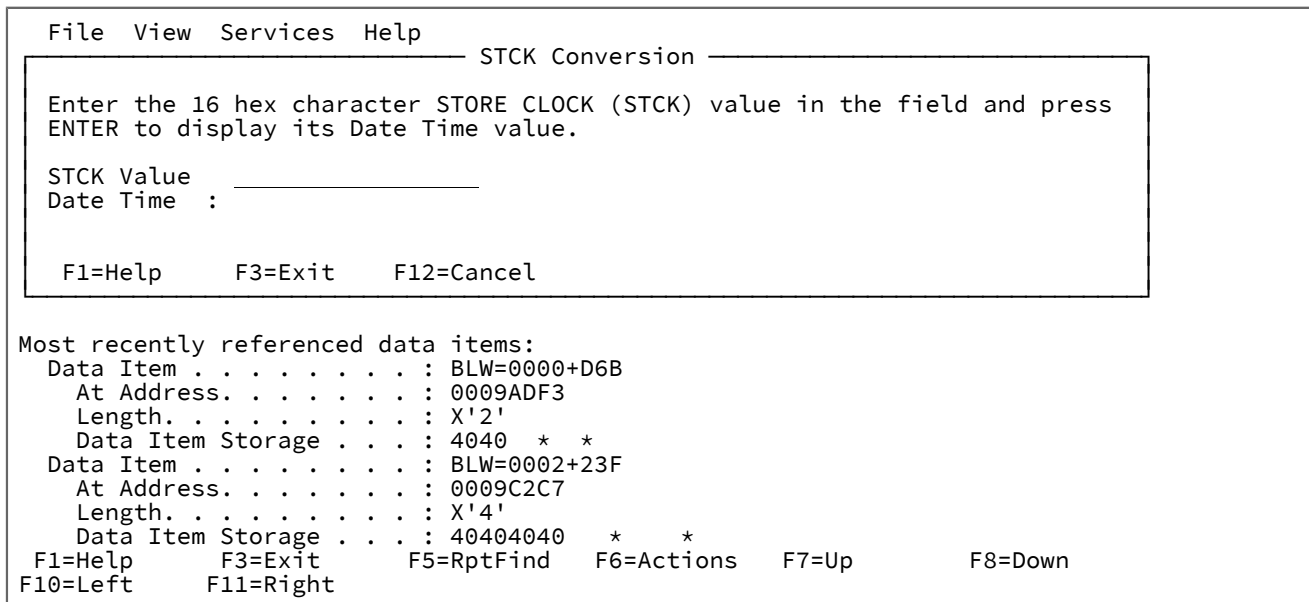 File  View  Services  Help
STCK Conversion
Enter the 16 hex character STORE CLOCK (STCK) value in the field and press
ENTER to display its Date Time value.
STCK Value
Date Time  :
F1=Help     F3=Exit    F12=Cancel
Most recently referenced data items:
Data Item . . . . . . . . : BLW=0000+D6B
At Address. . . . . . . : 0009ADF3
Length. . . . . . . . . : X'2'
Data Item Storage . . . : 4040  *  *
Data Item . . . . . . . . : BLW=0002+23F
At Address. . . . . . . : 0009C2C7
Length. . . . . . . . . : X'4'
Data Item Storage . . . : 40404040   *    *
F1=Help      F3=Exit      F5=RptFind   F6=Actions   F7=Up        F8=Down
F10=Left     F11=Right